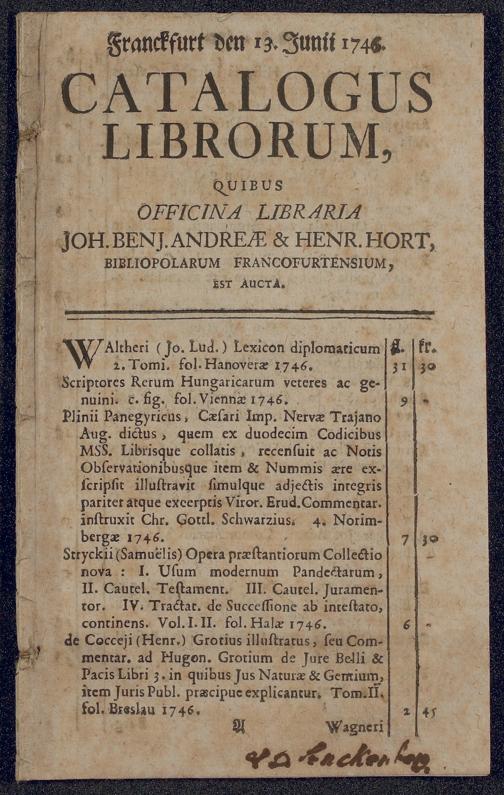 Franckfurt den 13. Junii 1746.
CATALOGUS
LIBRORUM,
QUIBUS
OFFICINA LIBRARIA
JOH. BENJ. ANDREÆ & HENR. HORT,
BIBLIOPOLARUM FRANCOFURTENSIUM,
EST AUCTA.
WAltheri (Jo. Lud.) Lexicon diplomaticum fl. kr.
2. Tomi. fol. Hanoveræ 1746. 31 30
Scriptores Rerum Hungaricarum veteres ac ge-
nuini. c. fig. fol. Viennæ 1746. 9 -
Plinii Panegyricus, Cæsari Imp. Nervæ Trajano
Aug. dictus, quem ex duodecim Codicibus
MSS. Librisque collatis, recensuit ac Notis
Observationibusque item & Nummis ære ex-
scripsit illustravit simulque adjectis integris
pariter atque excerptis Viror. Erud. Commentar.
instruxit Chr. Gottl. Schwarzius. 4. Norim-
bergæ 1746. 7 30
Stryckii (Samuëlis) Opera præstantiorum Collectio
nova : I. Usum modernum Pandectarum,
II. Cautel. Testament. III. Cautel. Juramen-
tor. IV. Tractat. de Successione ab intestato,
continens. Vol. I. II. fol. Halæ 1746. 6 -
de Cocceji (Henr.) Grotius illustratus, seu Com-
mentar. ad Hugon. Grotium de Jure Belli &
Pacis Libri 3. in quibus Jus Naturæ & Gentium,
item Juris Publ. præcipue explicantur. Tom. II.
fol. Breslau 1746. 2 45
A Wagneri